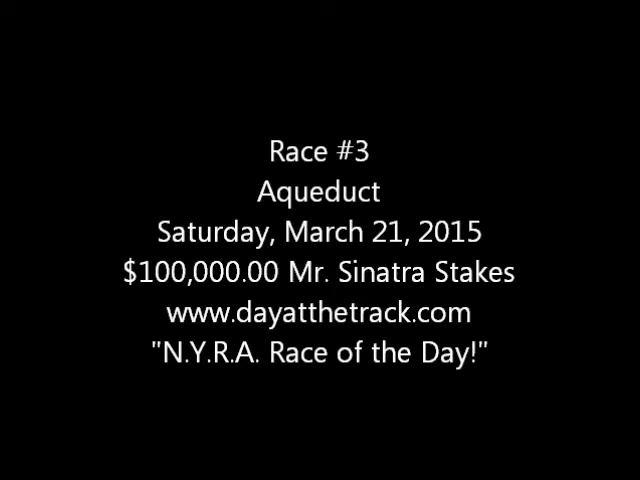 Race #3
Aqueduct
Saturday, March 21, 2015
$100,000.00 Mr. Sinatra Stakes
www.dayatthetrack.com
"N.Y.R.A. Race of the Day!"